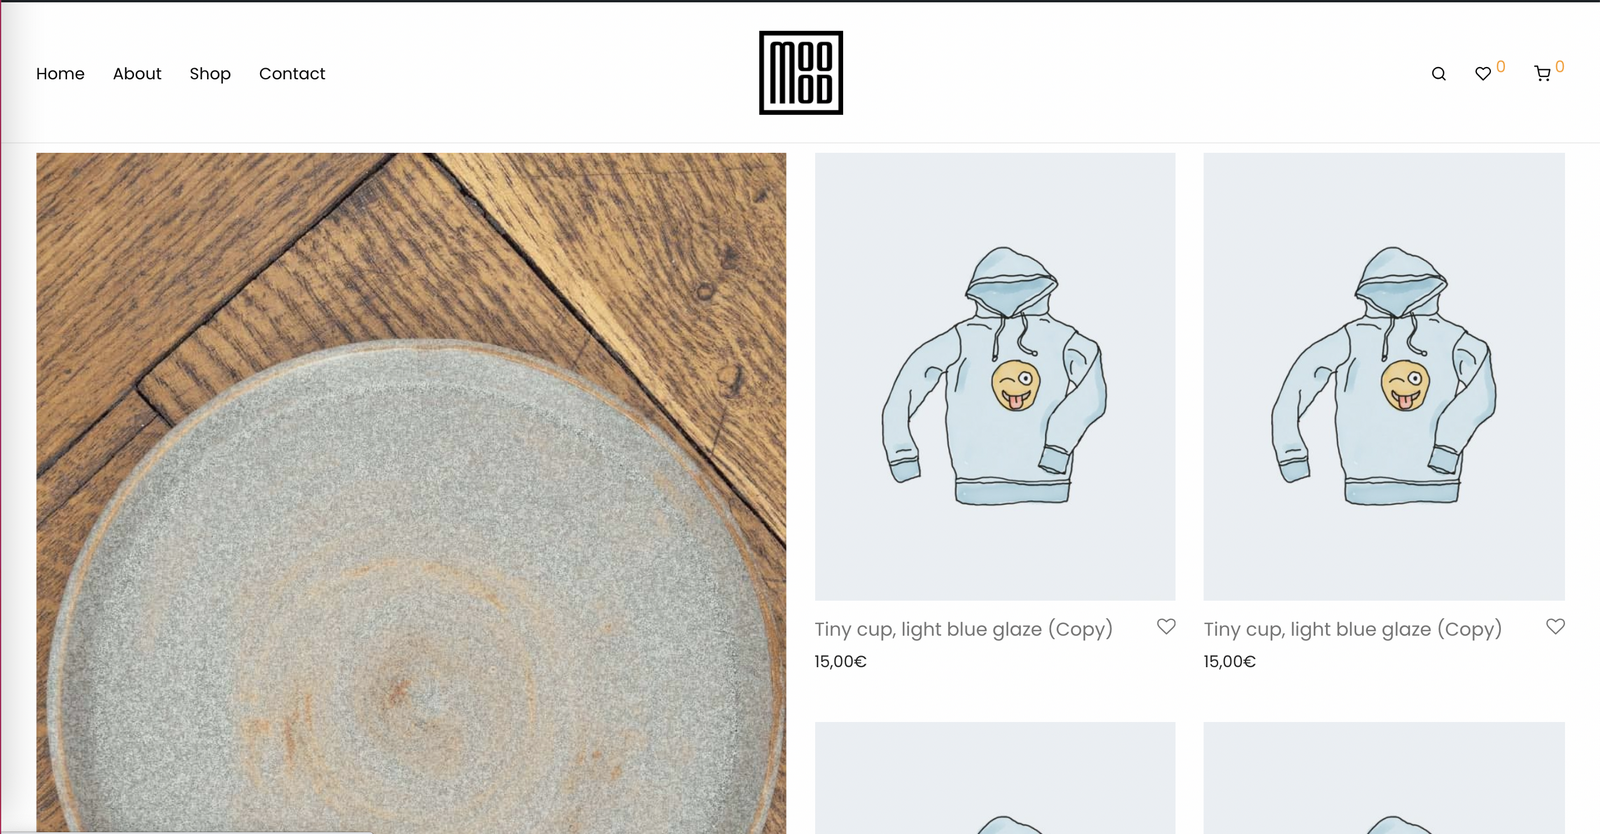 Home About Shop Contact
MOOOD
0 0
Tiny cup, light blue glaze (Copy)
15,00€
Tiny cup, light blue glaze (Copy)
15,00€